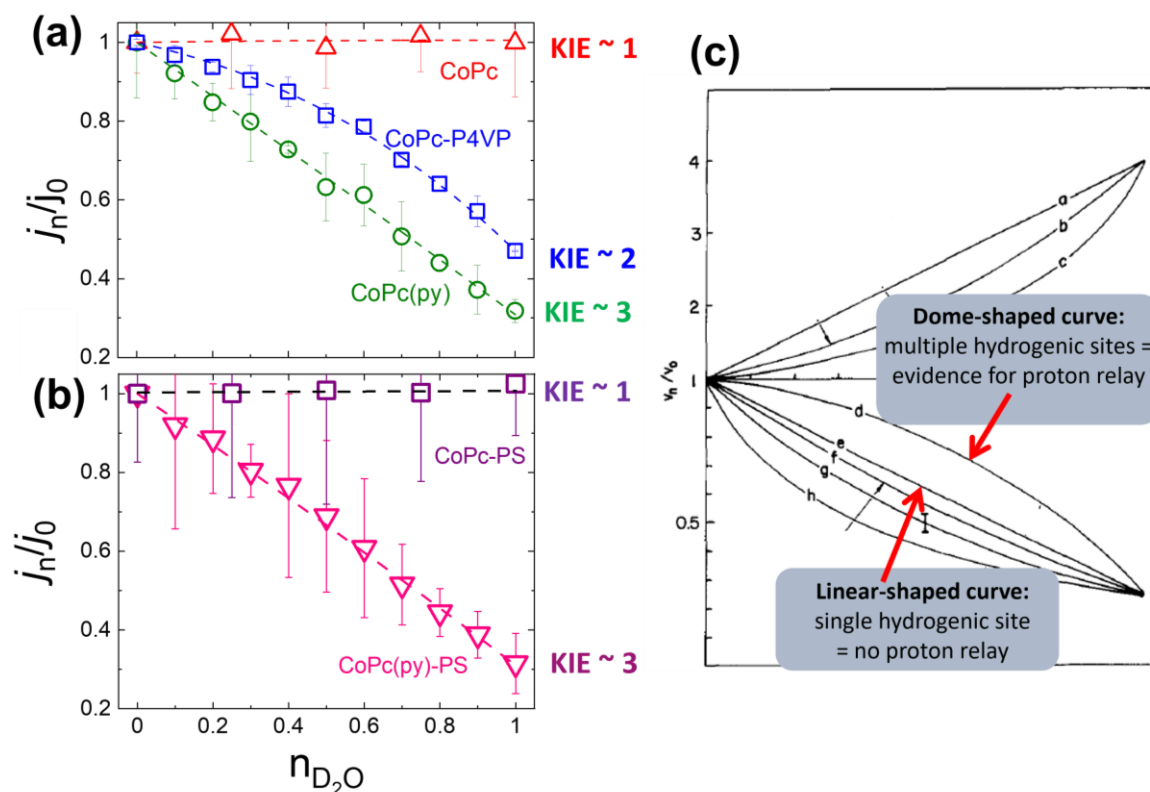 (a)
j_n/j_0
1
0.8
0.6
0.4
0.2
CoPc
CoPc-P4VP
CoPc(py)
KIE ~ 1
KIE ~ 2
KIE ~ 3
(b)
j_n/j_0
1
0.8
0.6
0.4
0.2
CoPc-PS
CoPc(py)-PS
KIE ~ 1
KIE ~ 3
0
0.2
0.4
0.6
0.8
1
n_D₂O
(c)
4
3
2
1
0.5
v_n/v_o
a
b
c
d
e
f
g
h
I
Dome-shaped curve:
multiple hydrogenic sites =
evidence for proton relay
Linear-shaped curve:
single hydrogenic site
= no proton relay